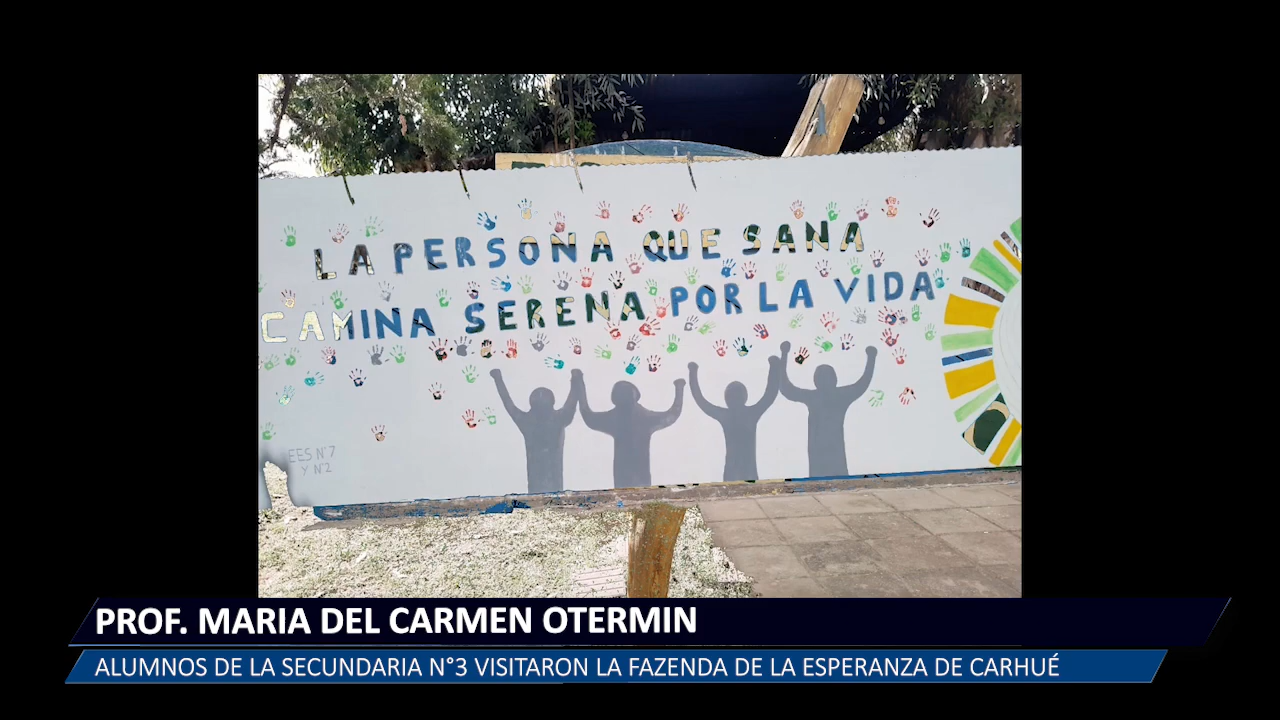 LA PERSONA QUE SANA
CAMINA SERENA POR LA VIDA
EES N°7
Y N°2
PROF. MARIA DEL CARMEN OTERMIN
ALUMNOS DE LA SECUNDARIA N°3 VISITARON LA FAZENDA DE LA ESPERANZA DE CARHUÉ